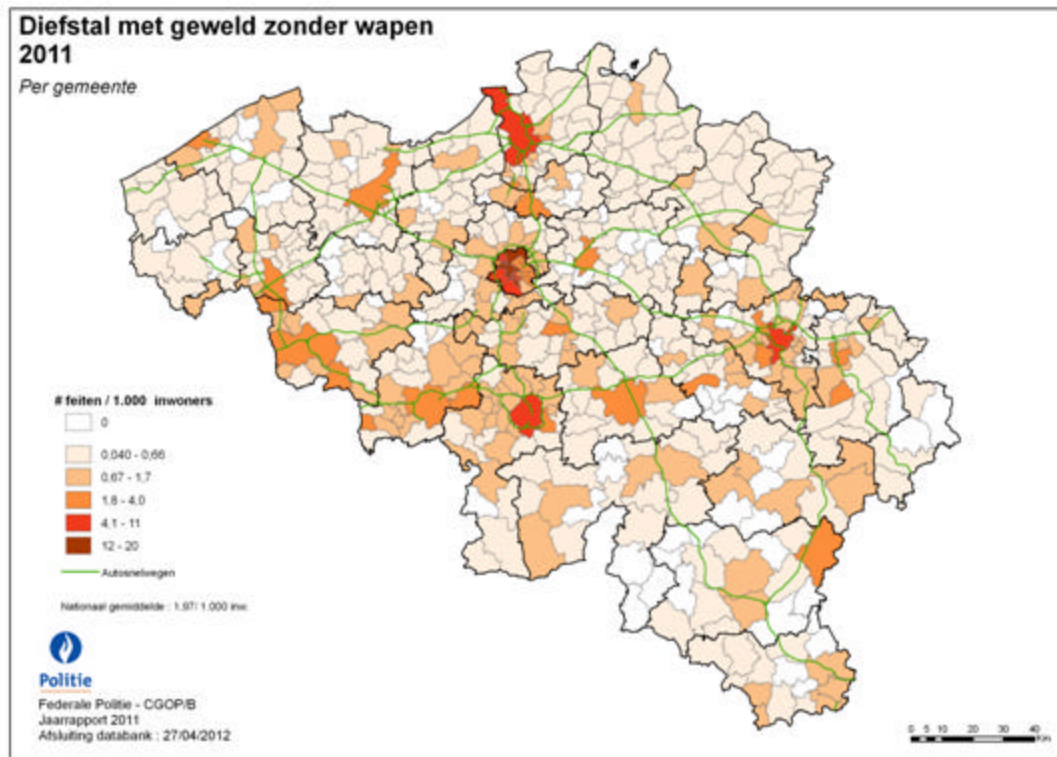 Diefstal met geweld zonder wapen
2011
Per gemeente
# feiten / 1.000 inwoners
0
0,040 - 0,66
0,67 - 1,7
1,8 - 4,0
4,1 - 11
12 - 20
Autosnelwegen
Nationaal gemiddelde : 1,97/ 1.000 inw.
Politie
Federale Politie - CGOP/B
Jaarrapport 2011
Afsluiting databank : 27/04/2012
0 5 10 20 30 40
Km